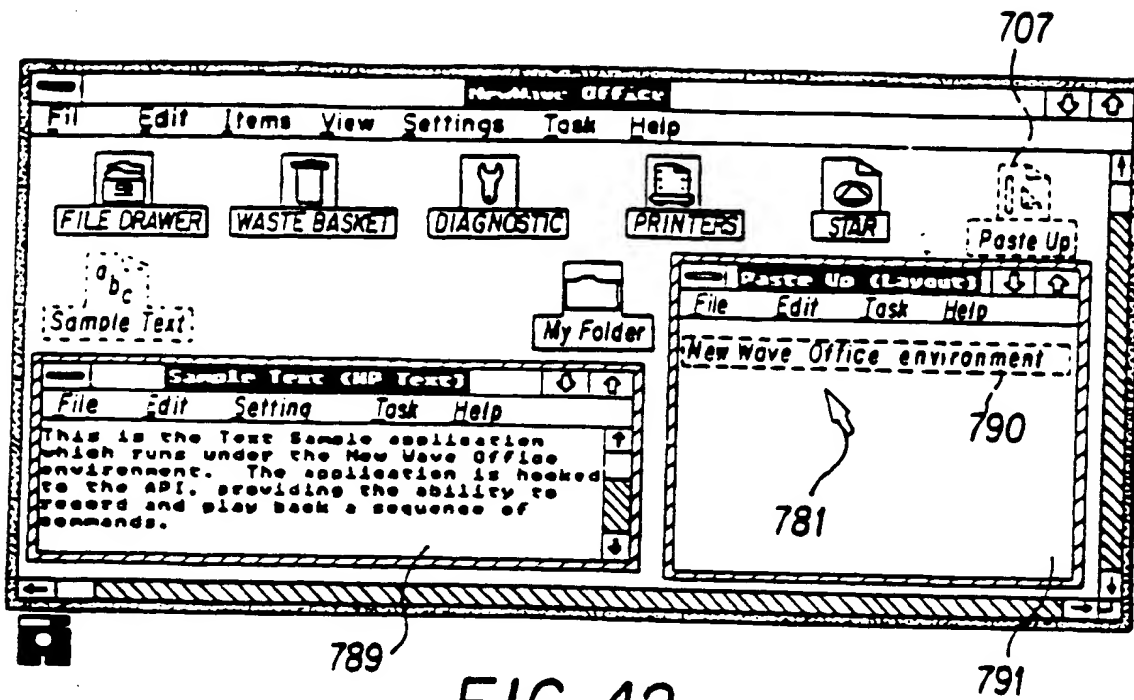 707
NewWave Office
Fil Edit Items View Settings Task Help
FILE DRAWER WASTE BASKET DIAGNOSTIC PRINTERS STAR Paste Up
abc
Sample Text
My Folder
Paste Up (Layout)
File Edit Task Help
New Wave Office environment
790
781
Sample Text (HP Text)
File Edit Setting Task Help
This is the Text Sample application
which runs under the New Wave Office
environment. The application is hooked
to the API, providing the ability to
record and play back a sequence of
commands.
789
791
FIG 42